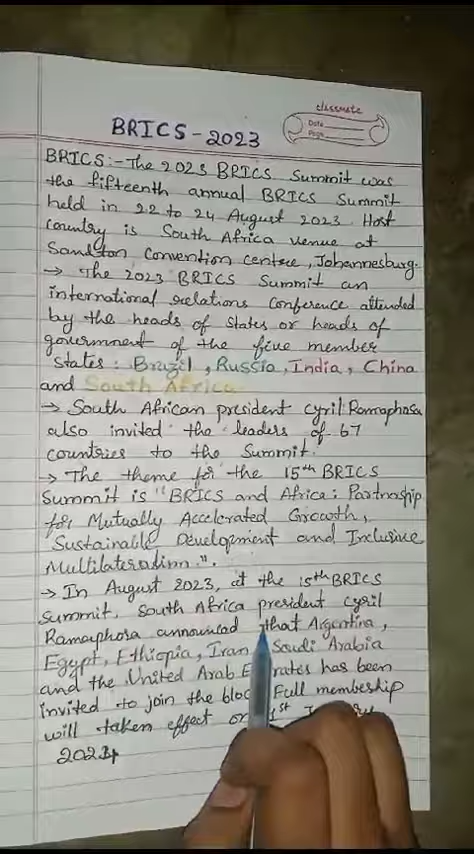 classmate
Date
Page
BRICS - 2023
BRICS:- The 2023 BRICS Summit was
the fifteenth annual BRICS Summit
held in 22 to 24 August 2023. Host
country is South Africa venue at
Sandton Convention centre, Johannesburg.
→ The 2023 BRICS Summit an
international relations Conference attended
by the heads of States or heads of
government of the five member
States: Brazil, Russia, India, China
and South Africa
→ South African president cyril Ramaphosa
also invited the leaders of 67
countries to the Summit.
→ The theme for the 15th BRICS
Summit is "BRICS and Africa: Partnership
for Mutually Accelerated Growth,
Sustainable Development and Inclusive
Multilateralism.".
→ In August 2023, at the 15th BRICS
Summit, South Africa president cyril
Ramaphosa announced that Argentina,
Egypt, Ethiopia, Iran Saudi Arabia
and the United Arab has been
invited to join the bloc Full membership
will taken effect 1st